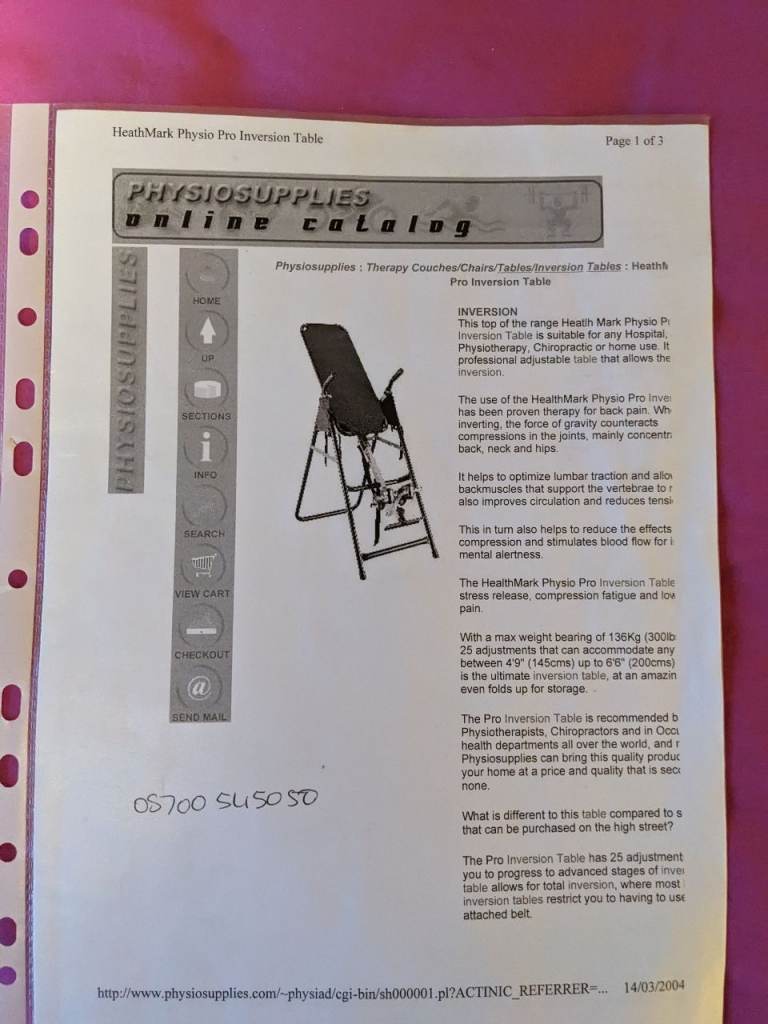 HeathMark Physio Pro Inversion Table
Page 1 of 3
PHYSIOSUPPLIES
online catalog
PHYSIOSUPPLIES
HOME
UP
SECTIONS
INFO
SEARCH
VIEW CART
CHECKOUT
@
SEND MAIL
Physiosupplies : Therapy Couches/Chairs/Tables/Inversion Tables : Heath
Pro Inversion Table
INVERSION
This top of the range Heatlh Mark Physio
Inversion Table is suitable for any Hospital,
Physiotherapy, Chiropractic or home use. It
professional adjustable table that allows the
inversion.
The use of the HealthMark Physio Pro Inve
has been proven therapy for back pain. Wh
inverting, the force of gravity counteracts
compressions in the joints, mainly concentr
back, neck and hips.
It helps to optimize lumbar traction and allo
backmuscles that support the vertebrae to
also improves circulation and reduces tensi
This in turn also helps to reduce the effects
compression and stimulates blood flow for
mental alertness.
The HealthMark Physio Pro Inversion Table
stress release, compression fatigue and low
pain.
With a max weight bearing of 136Kg (300lb
25 adjustments that can accommodate any
between 4'9" (145cms) up to 6'6" (200cms)
is the ultimate inversion table, at an amazin
even folds up for storage.
The Pro Inversion Table is recommended b
Physiotherapists, Chiropractors and in Occu
health departments all over the world, and
Physiosupplies can bring this quality produc
your home at a price and quality that is seco
none.
What is different to this table compared to s
that can be purchased on the high street?
The Pro Inversion Table has 25 adjustment
you to progress to advanced stages of inve
table allows for total inversion, where most
inversion tables restrict you to having to use
attached belt.
08700 545050
http://www.physiosupplies.com/~physiad/cgi-bin/sh000001.pl?ACTINIC_REFERRER=...
14/03/2004